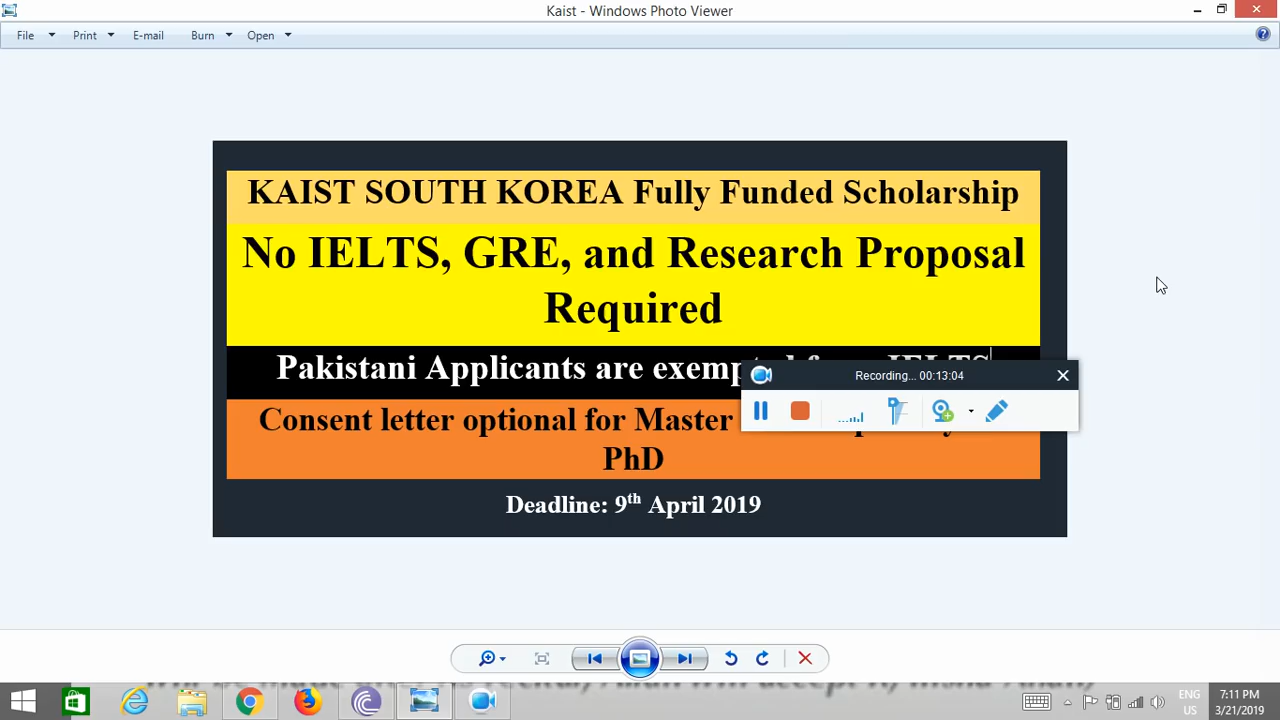 Kaist - Windows Photo Viewer
File Print E-mail Burn Open
KAIST SOUTH KOREA Fully Funded Scholarship
No IELTS, GRE, and Research Proposal
Required
Pakistani Applicants are IELTS
Recording... 00:13:04
Consent letter optional for Master
PhD
Deadline: 9th April 2019
ENG 7:11 PM
US 3/21/2019